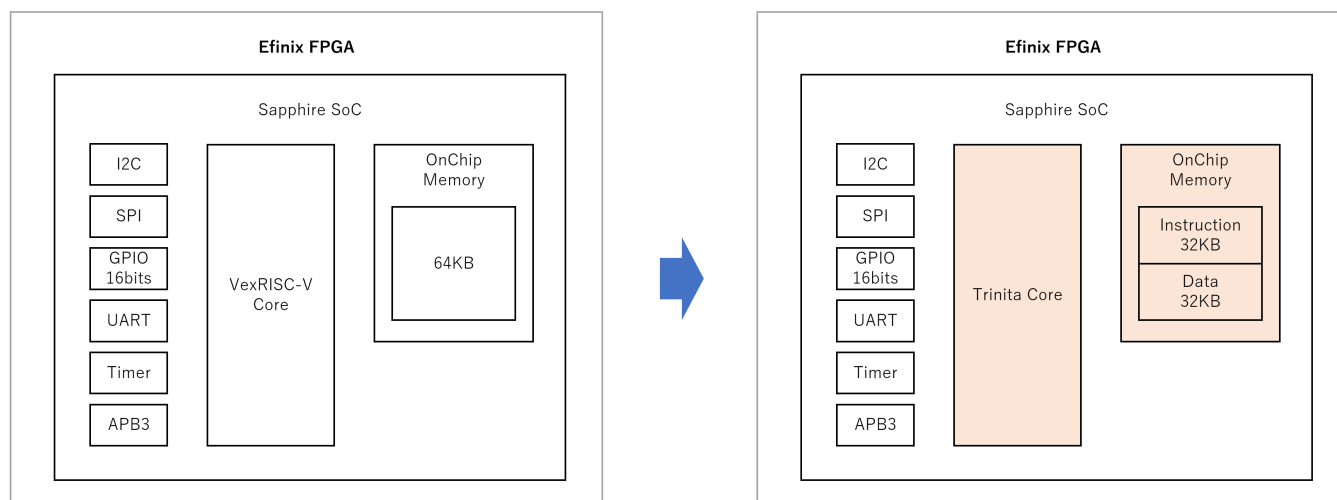 Efinix FPGA
Sapphire SoC
I2C
SPI
GPIO
16bits
UART
Timer
APB3
VexRISC-V
Core
OnChip
Memory
64KB
Efinix FPGA
Sapphire SoC
I2C
SPI
GPIO
16bits
UART
Timer
APB3
Trinita Core
OnChip
Memory
Instruction
32KB
Data
32KB